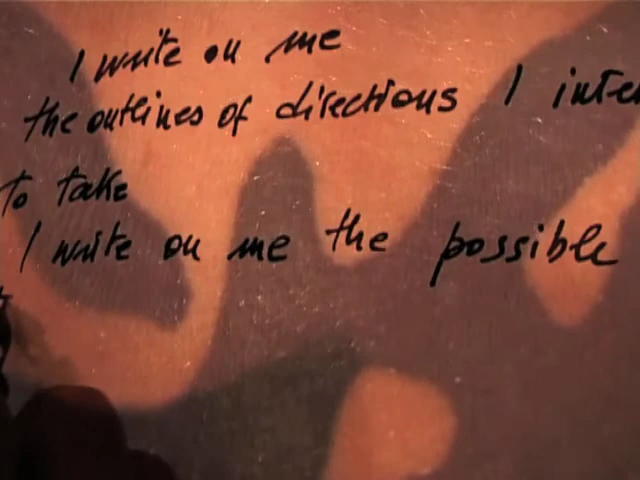 I write on me
the outlines of directions I inte
to take
I write on me the possible